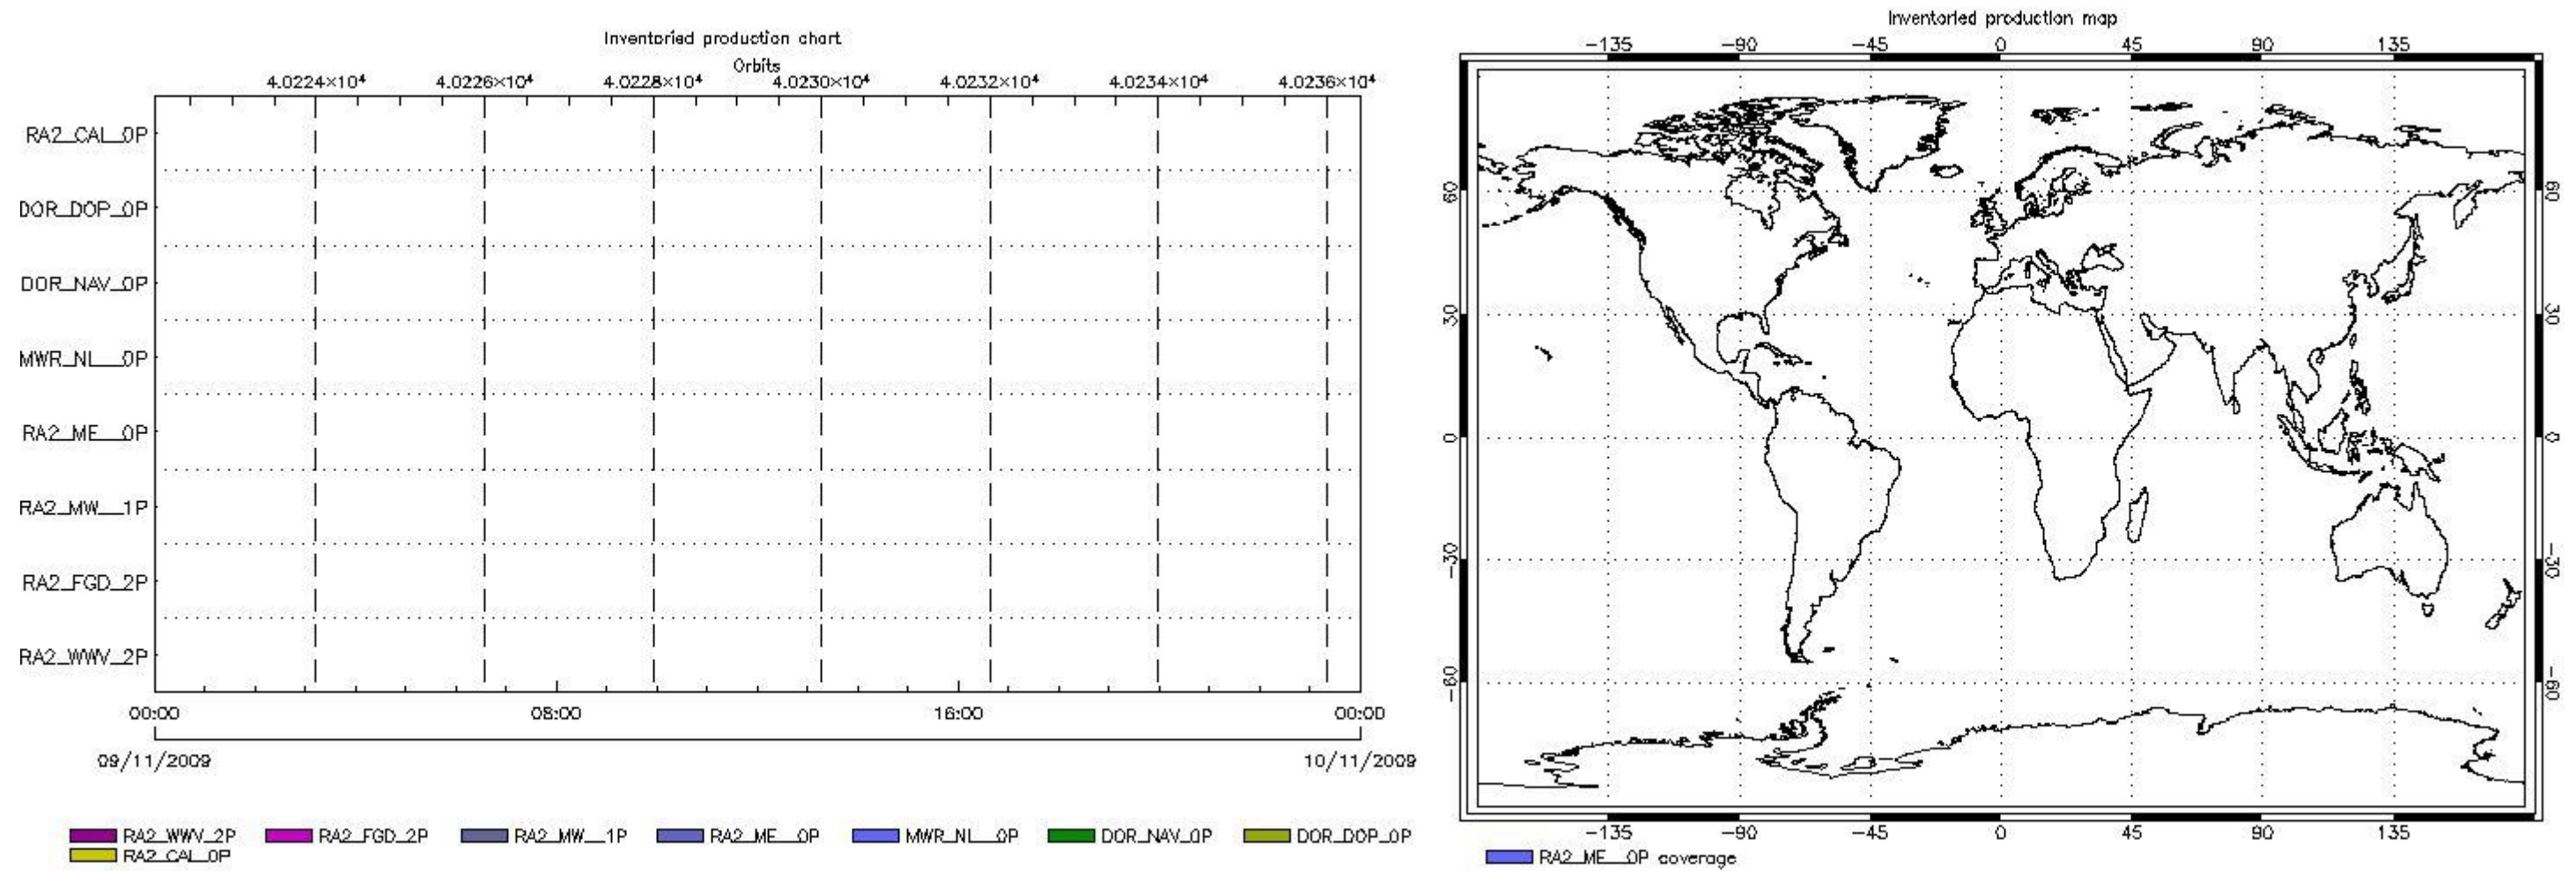 Inventoried production chart
Orbits
4.0224×10⁴ 4.0226×10⁴ 4.0228×10⁴ 4.0230×10⁴ 4.0232×10⁴ 4.0234×10⁴ 4.0236×10⁴
RA2_CAL_0P
DOR_DOP_0P
DOR_NAV_0P
MWR_NL__0P
RA2_ME__0P
RA2_MW__1P
RA2_FGD_2P
RA2_WWV_2P
00:00 08:00 16:00 00:00
09/11/2009 10/11/2009
RA2_WWV_2P RA2_FGD_2P RA2_MW__1P RA2_ME__0P MWR_NL__0P DOR_NAV_0P DOR_DOP_0P
RA2_CAL_0P
Inventoried production map
-135 -90 -45 0 45 90 135
60 60
30 30
0 0
-30 -30
-60 -60
-135 -90 -45 0 45 90 135
RA2_ME__0P coverage